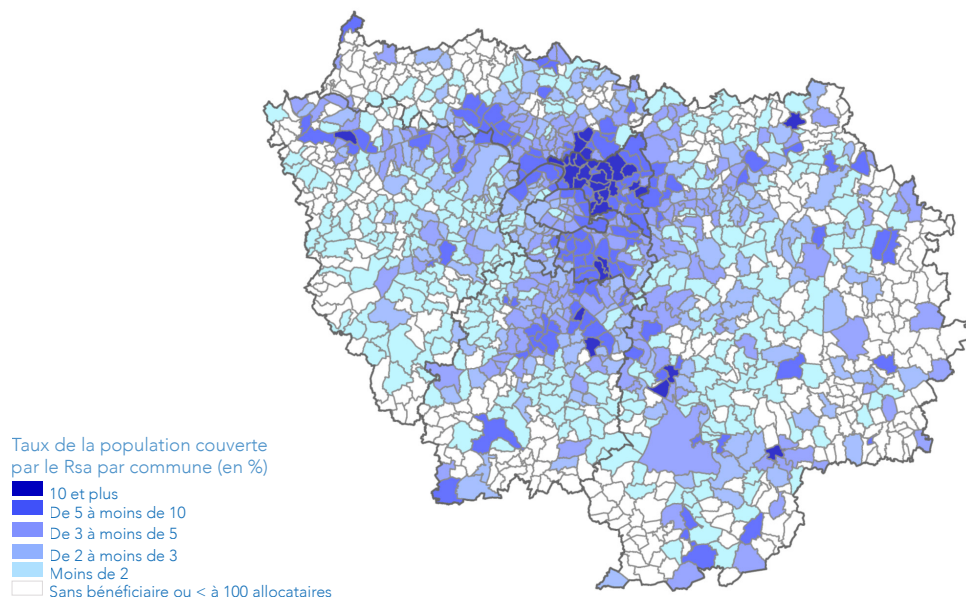 Taux de la population couverte
par le Rsa par commune (en %)
10 et plus
De 5 à moins de 10
De 3 à moins de 5
De 2 à moins de 3
Moins de 2
Sans bénéficiaire ou < à 100 allocataires